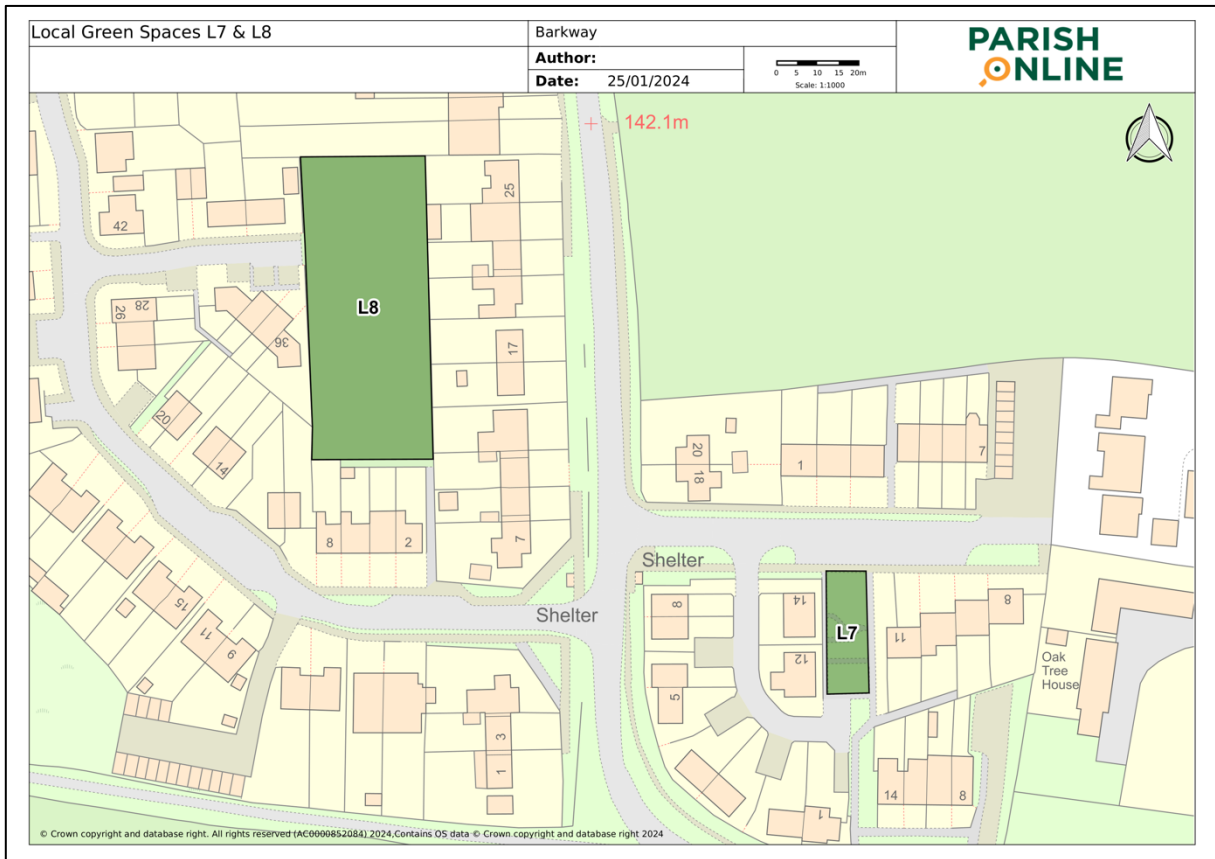 Local Green Spaces L7 & L8
Barkway
Author:
Date: 25/01/2024
0 5 10 15 20m
Scale: 1:1000
PARISH
ONLINE
142.1m
25
42
L8
28
26
36
17
20
14
20
18
1
7
8
2
7
Shelter
Shelter
15
11
9
8
14
12
5
L7
11
8
Oak
Tree
House
3
1
14
8
1
© Crown copyright and database right. All rights reserved (AC0000852084) 2024,Contains OS data © Crown copyright and database right 2024